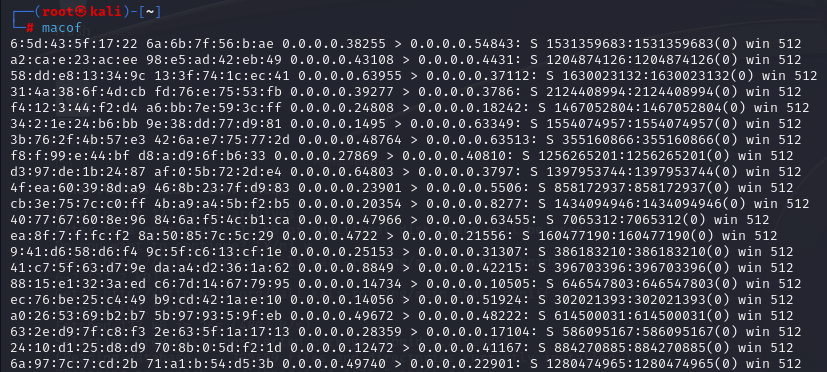 ┌──(root㉿kali)-[~]
└─# macof
6:5d:43:5f:17:22 6a:6b:7f:56:b:ae 0.0.0.0.38255 > 0.0.0.0.54843: S 1531359683:1531359683(0) win 512
a2:ca:e:23:ac:ee 98:e5:ad:42:eb:49 0.0.0.0.43108 > 0.0.0.0.4431: S 1204874126:1204874126(0) win 512
58:dd:e8:13:34:9c 13:3f:74:1c:ec:41 0.0.0.0.63955 > 0.0.0.0.37112: S 1630023132:1630023132(0) win 512
31:4a:38:6f:4d:cb fd:76:e:75:53:fb 0.0.0.0.39277 > 0.0.0.0.3786: S 2124408994:2124408994(0) win 512
f4:12:3:44:f2:d4 a6:bb:7e:59:3c:ff 0.0.0.0.24808 > 0.0.0.0.18242: S 1467052804:1467052804(0) win 512
34:2:1e:24:b6:bb 9e:38:dd:77:d9:81 0.0.0.0.1495 > 0.0.0.0.63349: S 1554074957:1554074957(0) win 512
3b:76:2f:4b:57:e3 42:6a:e7:75:77:2d 0.0.0.0.48764 > 0.0.0.0.63513: S 355160866:355160866(0) win 512
f8:f:99:e:44:bf d8:a:d9:6f:b6:33 0.0.0.0.27869 > 0.0.0.0.40810: S 1256265201:1256265201(0) win 512
d3:97:de:1b:24:87 af:0:5b:72:2d:e4 0.0.0.0.64803 > 0.0.0.0.3797: S 1397953744:1397953744(0) win 512
4f:ea:60:39:8d:a9 46:8b:23:7f:d9:83 0.0.0.0.23901 > 0.0.0.0.5506: S 858172937:858172937(0) win 512
cb:3e:75:7c:c0:ff 4b:a9:a4:5b:f2:b5 0.0.0.0.20354 > 0.0.0.0.8277: S 1434094946:1434094946(0) win 512
40:77:67:60:8e:96 84:6a:f5:4c:b1:ca 0.0.0.0.47966 > 0.0.0.0.63455: S 7065312:7065312(0) win 512
ea:8f:7:f:fc:f2 8a:50:85:7c:5c:29 0.0.0.0.4722 > 0.0.0.0.21556: S 160477190:160477190(0) win 512
9:41:d6:58:d6:f4 9c:5f:c6:13:cf:1e 0.0.0.0.25153 > 0.0.0.0.31307: S 386183210:386183210(0) win 512
41:c7:5f:63:d7:9e da:a4:d2:36:1a:62 0.0.0.0.8849 > 0.0.0.0.42215: S 396703396:396703396(0) win 512
88:15:e1:32:3a:ed c6:7d:14:67:79:95 0.0.0.0.14734 > 0.0.0.0.10505: S 646547803:646547803(0) win 512
ec:76:be:25:c4:49 b9:cd:42:1a:e:10 0.0.0.0.14056 > 0.0.0.0.51924: S 302021393:302021393(0) win 512
a0:26:53:69:b2:b7 5b:97:93:5:9f:eb 0.0.0.0.49672 > 0.0.0.0.48222: S 614500031:614500031(0) win 512
63:2e:d9:7f:c8:f3 2e:63:5f:1a:17:13 0.0.0.0.28359 > 0.0.0.0.17104: S 586095167:586095167(0) win 512
24:10:d1:25:d8:d9 70:8b:0:5d:f2:1d 0.0.0.0.12472 > 0.0.0.0.41167: S 884270885:884270885(0) win 512
6a:97:7c:7:cd:2b 71:a1:b:54:d5:3b 0.0.0.0.49740 > 0.0.0.0.22901: S 1280474965:1280474965(0) win 512